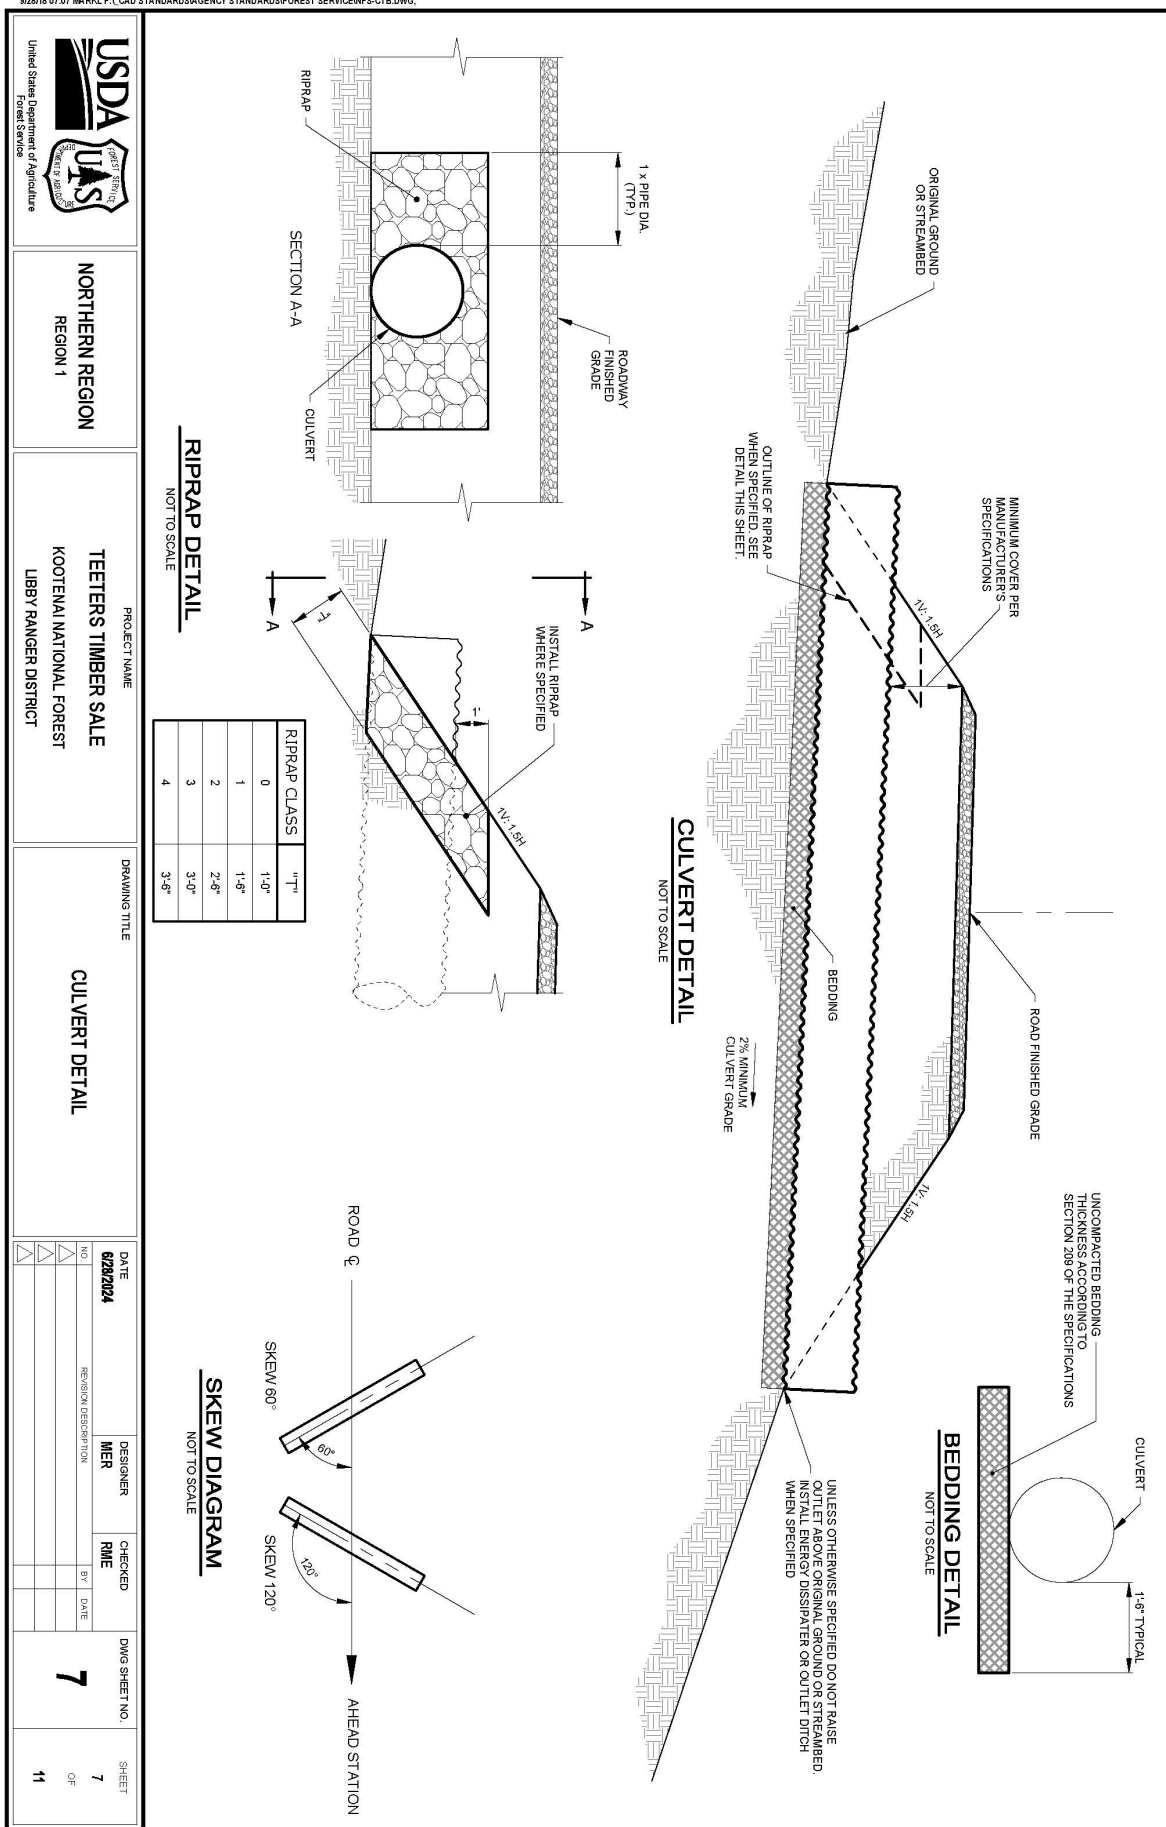 ORIGINAL GROUND
OR STREAMBED
MINIMUM COVER PER
MANUFACTURER'S
SPECIFICATIONS
1V: 1.5H
OUTLINE OF RIPRAP
WHEN SPECIFIED. SEE
DETAIL THIS SHEET.
ROAD FINISHED GRADE
BEDDING
2% MINIMUM
CULVERT GRADE
1V: 1.5H
UNLESS OTHERWISE SPECIFIED DO NOT RAISE
OUTLET ABOVE ORIGINAL GROUND OR STREAMBED.
INSTALL ENERGY DISSIPATER OR OUTLET DITCH
WHEN SPECIFIED
CULVERT DETAIL
NOT TO SCALE
CULVERT
1'-6" TYPICAL
UNCOMPACTED BEDDING
THICKNESS ACCORDING TO
SECTION 209 OF THE SPECIFICATIONS
BEDDING DETAIL
NOT TO SCALE
1 x PIPE DIA.
(TYP.)
ROADWAY
FINISHED
GRADE
RIPRAP
CULVERT
SECTION A-A
A
A
INSTALL RIPRAP
WHERE SPECIFIED
1'
1V: 1.5H
"T"
RIPRAP DETAIL
NOT TO SCALE
RIPRAP CLASS "T"
0 1'-0"
1 1'-6"
2 2'-6"
3 3'-0"
4 3'-6"
ROAD ℄
AHEAD STATION
60°
120°
SKEW 60°
SKEW 120°
SKEW DIAGRAM
NOT TO SCALE
USDA
FOREST SERVICE
U S
United States Department of Agriculture
Forest Service
NORTHERN REGION
REGION 1
PROJECT NAME
TEETERS TIMBER SALE
KOOTENAI NATIONAL FOREST
LIBBY RANGER DISTRICT
DRAWING TITLE
CULVERT DETAIL
DATE
6/28/2024
DESIGNER
MER
CHECKED
RME
NO REVISION DESCRIPTION BY DATE
DWG SHEET NO.
7
SHEET
7
OF
11